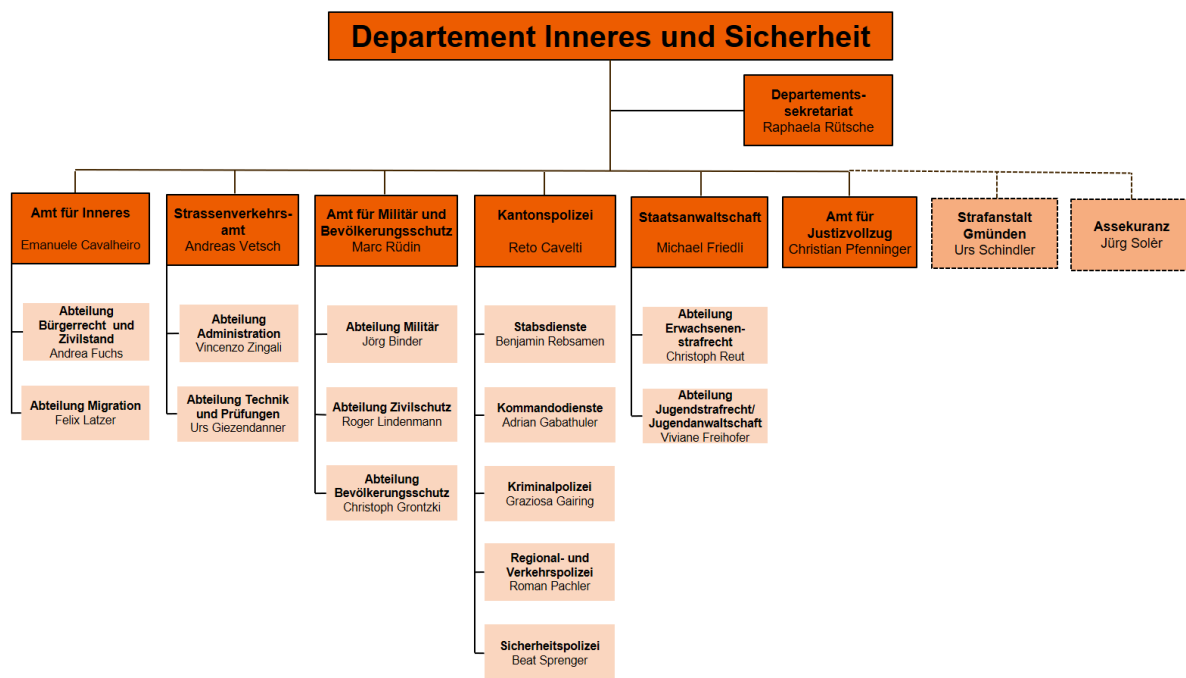 Departement Inneres und Sicherheit
Departements-
sekretariat
Raphaela Rütsche
Amt für Inneres
Emanuele Cavalheiro
Strassenverkehrs-
amt
Andreas Vetsch
Amt für Militär und
Bevölkerungsschutz
Marc Rüdin
Kantonspolizei
Reto Cavelti
Staatsanwaltschaft
Michael Friedli
Amt für
Justizvollzug
Christian Pfenninger
Strafanstalt
Gmünden
Urs Schindler
Assekuranz
Jürg Solèr
Abteilung
Bürgerrecht und
Zivilstand
Andrea Fuchs
Abteilung Migration
Felix Latzer
Abteilung
Administration
Vincenzo Zingali
Abteilung Technik
und Prüfungen
Urs Giezendanner
Abteilung Militär
Jörg Binder
Abteilung Zivilschutz
Roger Lindenmann
Abteilung
Bevölkerungsschutz
Christoph Grontzki
Stabsdienste
Benjamin Rebsamen
Kommandodienste
Adrian Gabathuler
Kriminalpolizei
Graziosa Gairing
Regional- und
Verkehrspolizei
Roman Pachler
Sicherheitspolizei
Beat Sprenger
Abteilung
Erwachsenen-
strafrecht
Christoph Reut
Abteilung
Jugendstrafrecht/
Jugendanwaltschaft
Viviane Freihofer